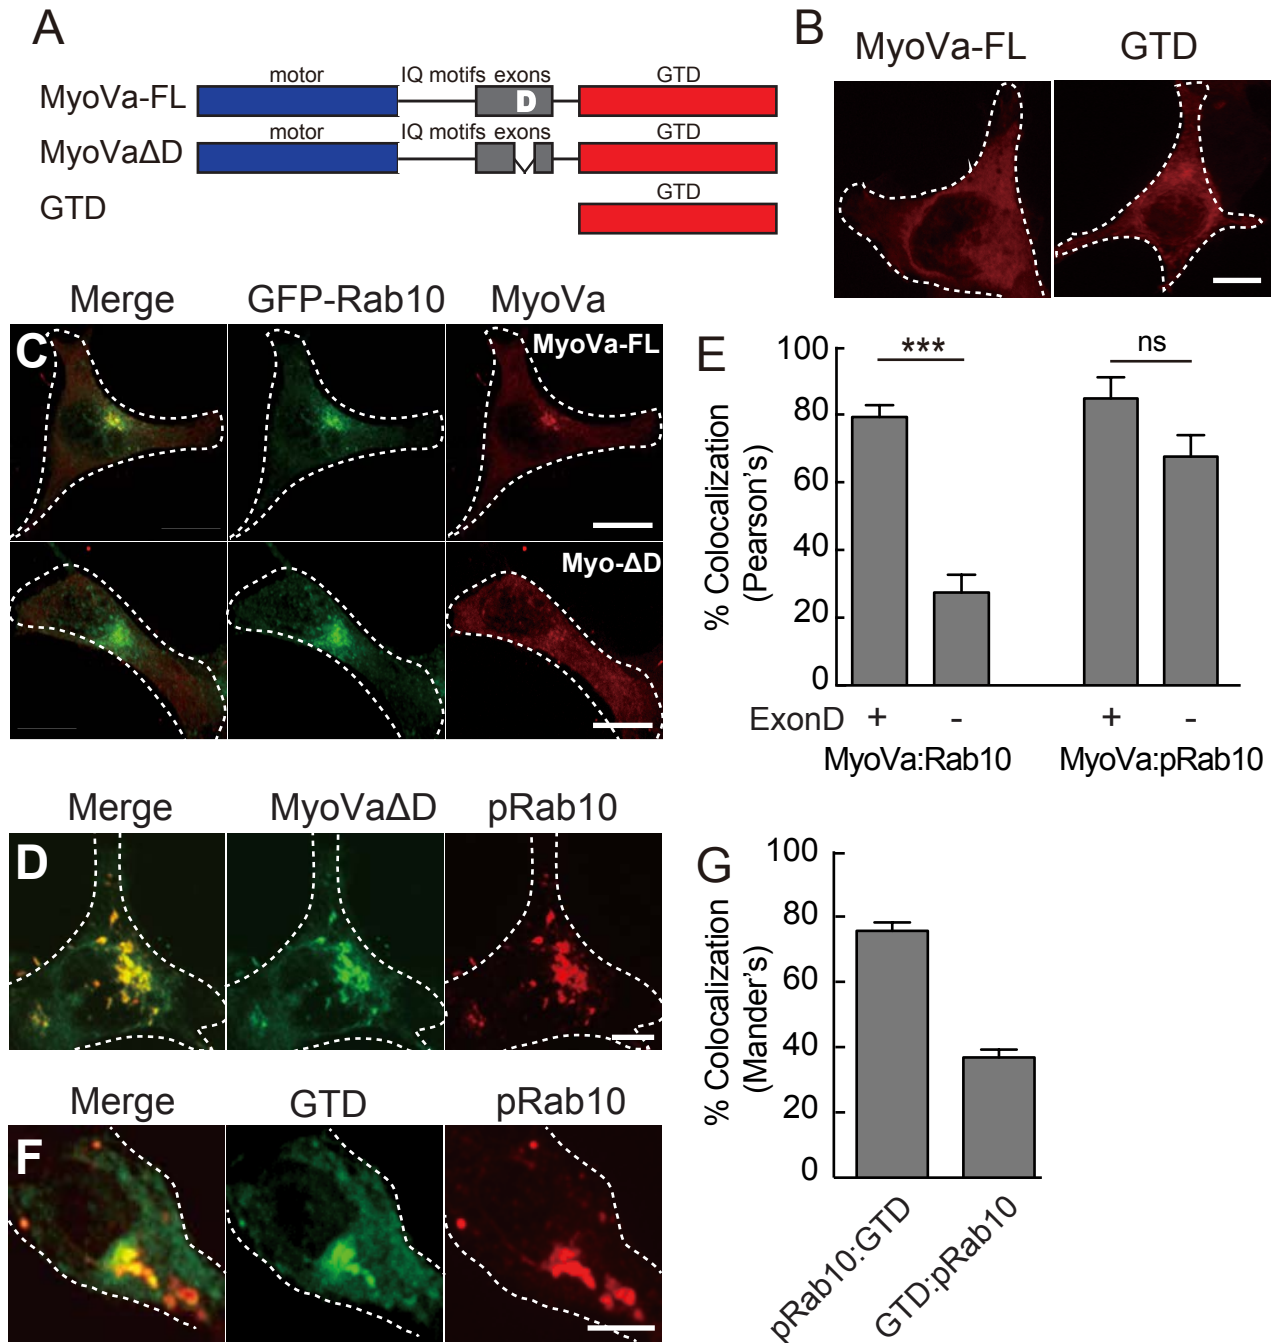 A
motor IQ motifs exons GTD
MyoVa-FL D
motor IQ motifs exons GTD
MyoVaΔD
GTD
GTD
B
MyoVa-FL GTD
Merge GFP-Rab10 MyoVa
C MyoVa-FL
Myo-ΔD
E
% Colocalization
(Pearson's)
100
80
60
40
20
0
*** ns
ExonD + - + -
MyoVa:Rab10 MyoVa:pRab10
Merge MyoVaΔD pRab10
D
Merge GTD pRab10
F
G
% Colocalization
(Mander's)
100
80
60
40
20
0
pRab10:GTD
GTD:pRab10